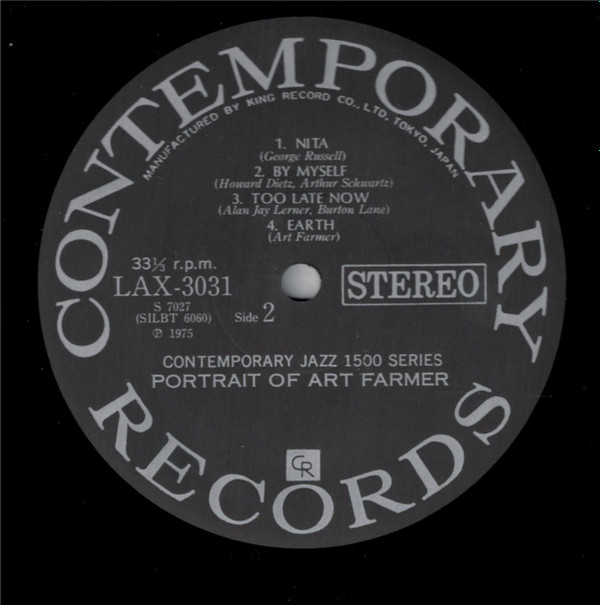 CONTEMPORARY
MANUFACTURED BY KING RECORD CO., LTD. TOKYO. JAPAN
1. NITA
(George Russell)
2. BY MYSELF
(Howard Dietz, Arthur Schwartz)
3. TOO LATE NOW
(Alan Jay Lerner, Burton Lane)
4. EARTH
(Art Farmer)
33⅓ r.p.m.
LAX-3031
STEREO
S 7027
(SILBT 6060) Side 2
℗ 1975
CONTEMPORARY JAZZ 1500 SERIES
PORTRAIT OF ART FARMER
CR
RECORDS